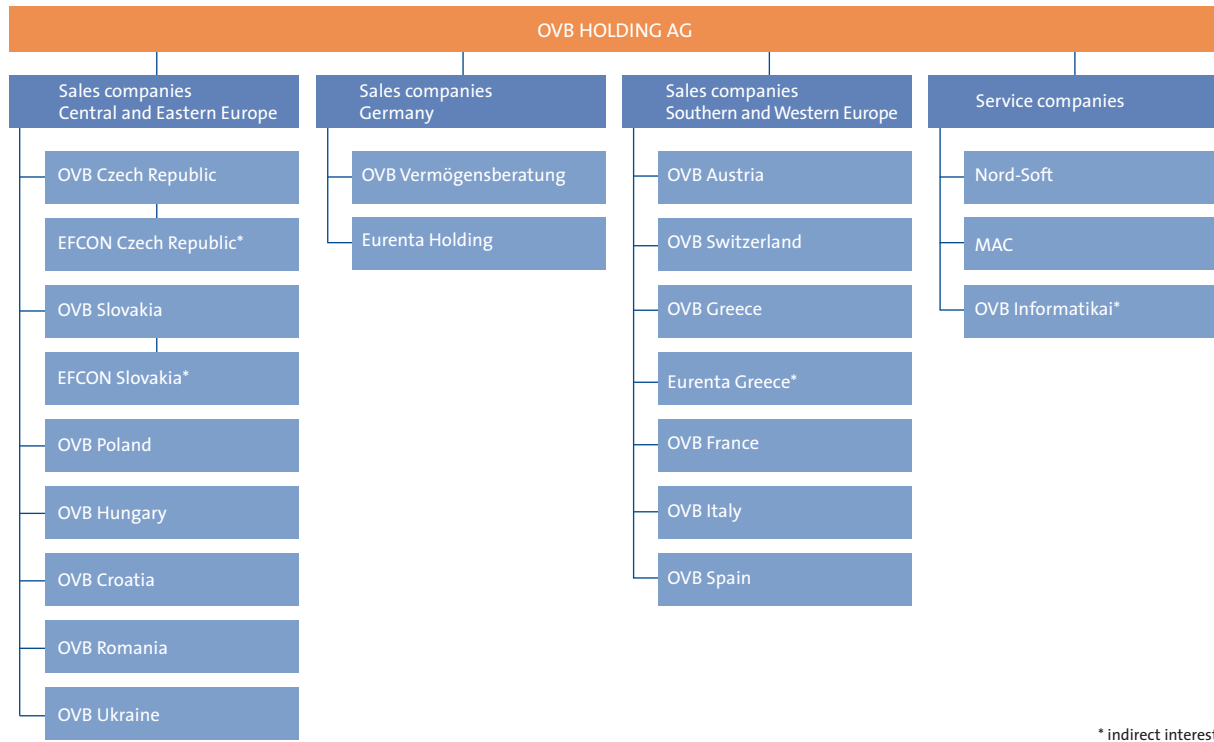 OVB HOLDING AG
Sales companies
Central and Eastern Europe
OVB Czech Republic
EFCON Czech Republic*
OVB Slovakia
EFCON Slovakia*
OVB Poland
OVB Hungary
OVB Croatia
OVB Romania
OVB Ukraine
Sales companies
Germany
OVB Vermögensberatung
Eurenta Holding
Sales companies
Southern and Western Europe
OVB Austria
OVB Switzerland
OVB Greece
Eurenta Greece*
OVB France
OVB Italy
OVB Spain
Service companies
Nord-Soft
MAC
OVB Informatikai*
* indirect interest